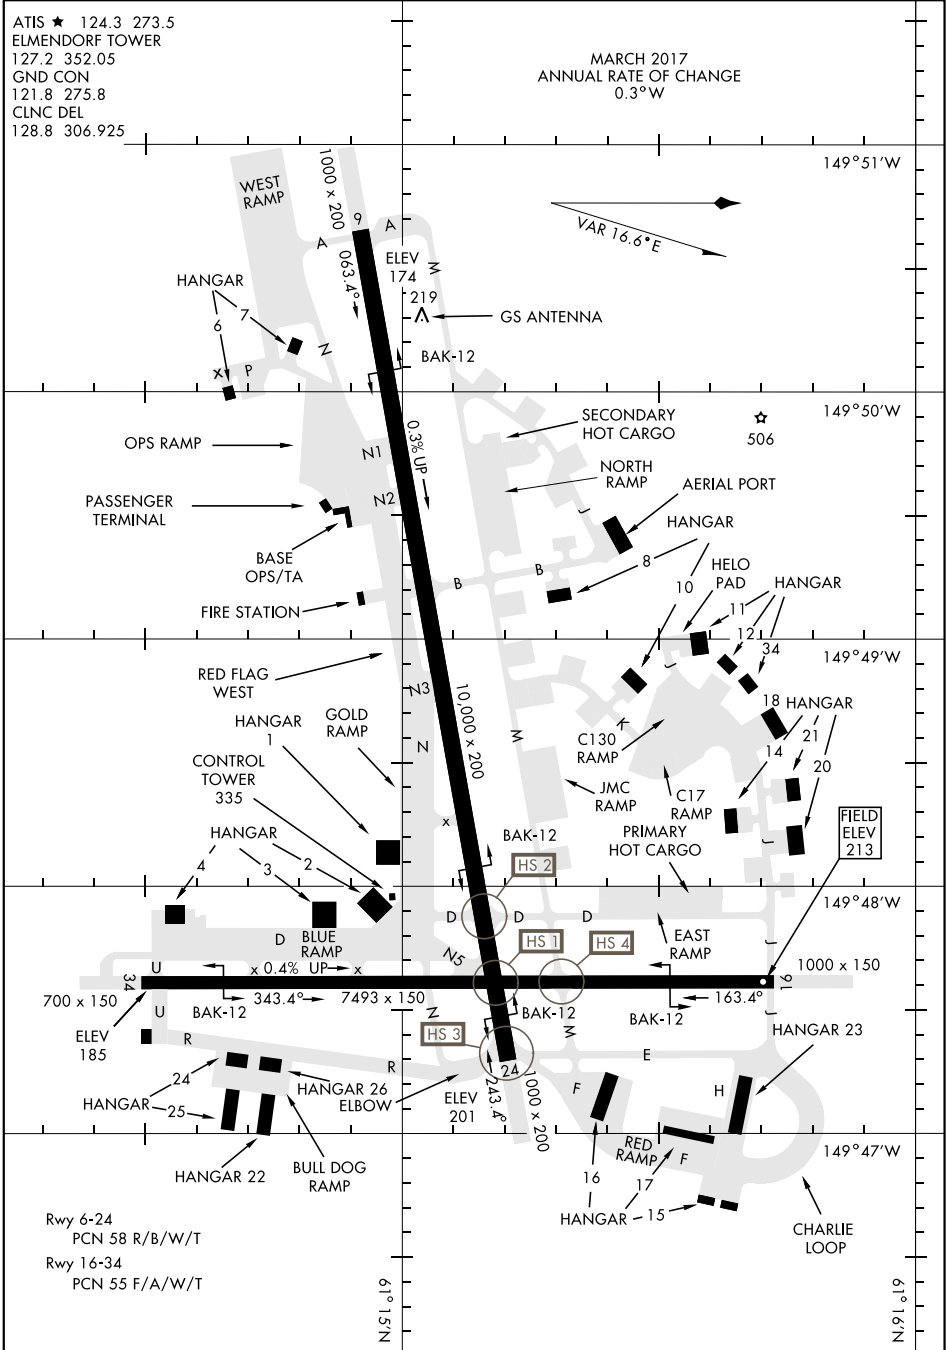 ATIS ★ 124.3 273.5
ELMENDORF TOWER
127.2 352.05
GND CON
121.8 275.8
CLNC DEL
128.8 306.925
MARCH 2017
ANNUAL RATE OF CHANGE
0.3°W
149°51'W
VAR 16.6°E
WEST
RAMP
1000 x 200
9
A
A
063.4°
ELEV
174
M
219
GS ANTENNA
HANGAR
7
6
N
x
P
BAK-12
149°50'W
506
SECONDARY
HOT CARGO
OPS RAMP
N1
0.3% UP
NORTH
RAMP
AERIAL PORT
N2
PASSENGER
TERMINAL
J
HANGAR
8
10
BASE
OPS/TA
B
B
HELO
PAD
HANGAR
11
12
34
FIRE STATION
149°49'W
J
RED FLAG
WEST
N3
10,000 x 200
HANGAR
1
GOLD
RAMP
N
M
K
C130
RAMP
18
HANGAR
14
21
20
CONTROL
TOWER
335
JMC
RAMP
C17
RAMP
x
HANGAR
4
3
2
BAK-12
PRIMARY
HOT CARGO
J
FIELD
ELEV
213
HS 2
149°48'W
D
D
D
D
BLUE
RAMP
N5
HS 1
HS 4
EAST
RAMP
J
U
x 0.4% UP x
34
16
1000 x 150
700 x 150
343.4°
7493 x 150
163.4°
BAK-12
BAK-12
BAK-12
U
N
M
J
ELEV
185
R
R
HS 3
E
HANGAR 23
24
HANGAR
24
25
HANGAR 26
ELBOW
ELEV
201
243.4°
1000 x 200
F
H
149°47'W
HANGAR 22
BULL DOG
RAMP
RED
RAMP
F
16
17
HANGAR
15
CHARLIE
LOOP
Rwy 6-24
PCN 58 R/B/W/T
Rwy 16-34
PCN 55 F/A/W/T
61°15'N
61°16'N